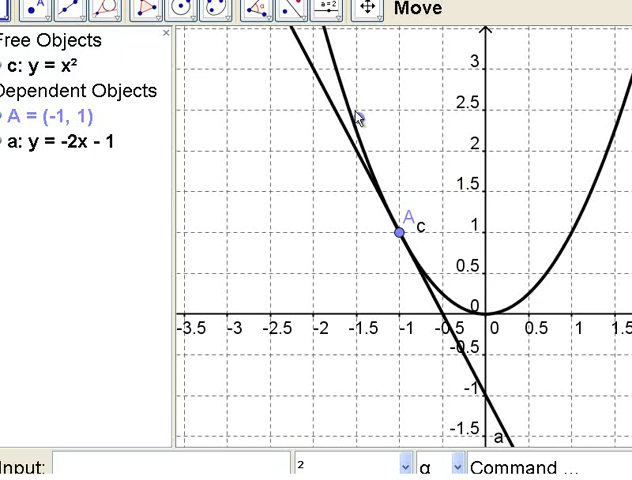 a=2
Move
Free Objects
c: y = x²
Dependent Objects
A = (-1, 1)
a: y = -2x - 1
3
2.5
2
1.5
1
0.5
0
-0.5
-1
-1.5
-3.5 -3 -2.5 -2 -1.5 -1 -0.5 0 0.5 1 1.5
A
c
a
Input: ² α Command ...